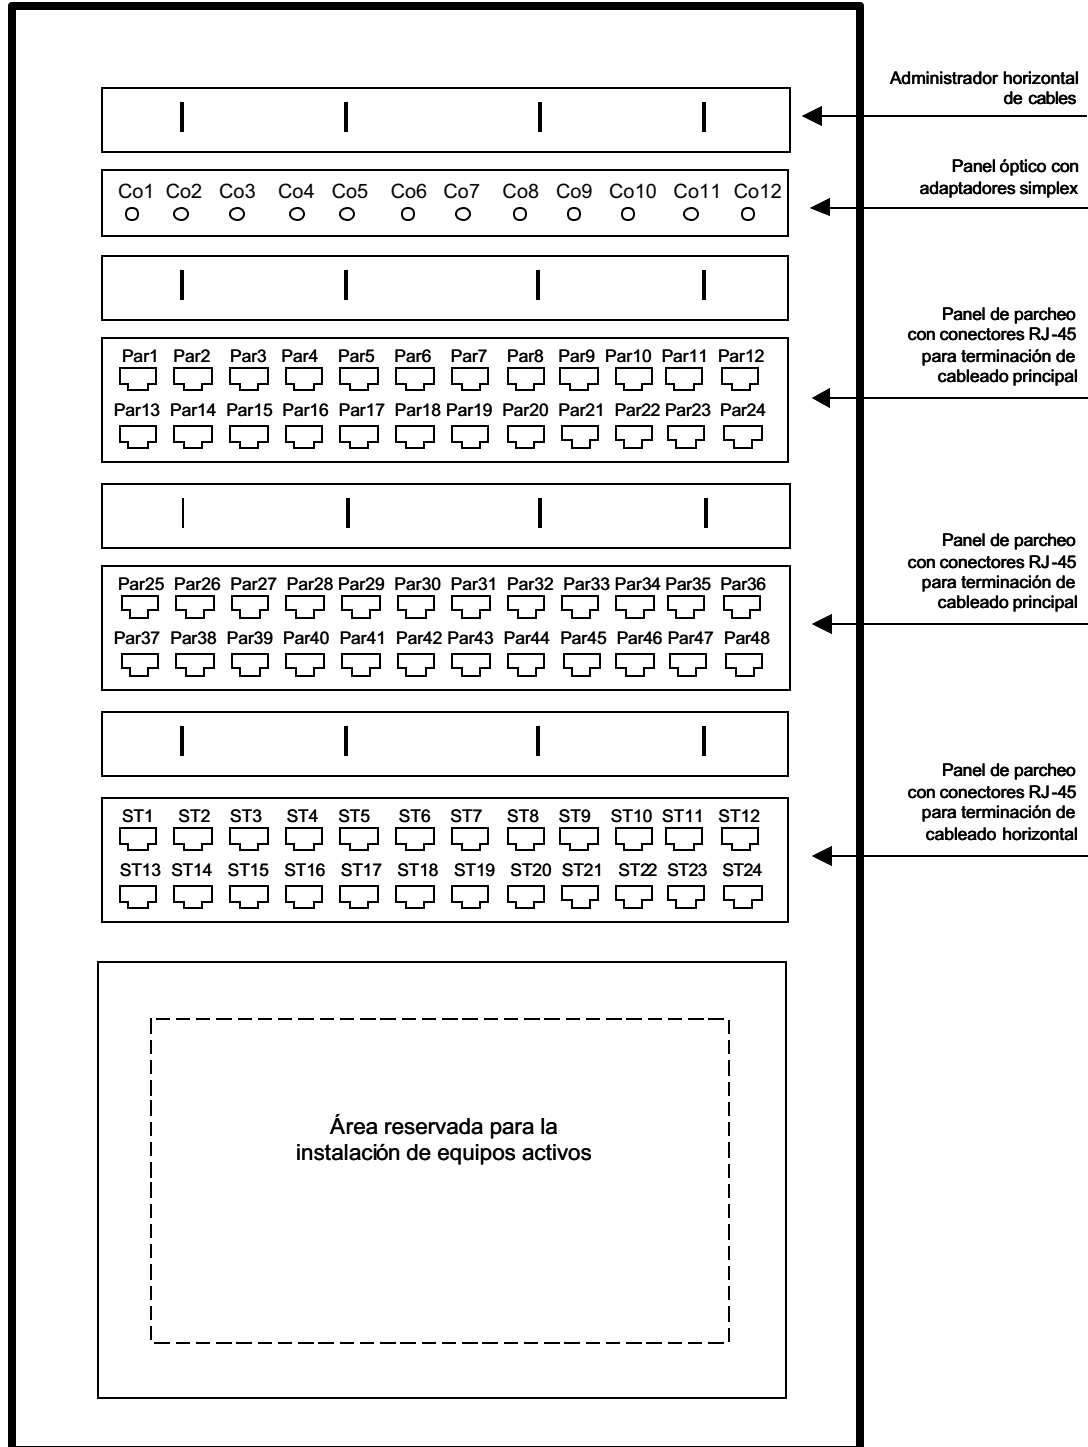 Administrador horizontal
de cables
Co1 Co2 Co3 Co4 Co5 Co6 Co7 Co8 Co9 Co10 Co11 Co12
Panel óptico con
adaptadores simplex
Par1 Par2 Par3 Par4 Par5 Par6 Par7 Par8 Par9 Par10 Par11 Par12
Par13 Par14 Par15 Par16 Par17 Par18 Par19 Par20 Par21 Par22 Par23 Par24
Panel de parcheo
con conectores RJ-45
para terminación de
cableado principal
Par25 Par26 Par27 Par28 Par29 Par30 Par31 Par32 Par33 Par34 Par35 Par36
Par37 Par38 Par39 Par40 Par41 Par42 Par43 Par44 Par45 Par46 Par47 Par48
Panel de parcheo
con conectores RJ-45
para terminación de
cableado principal
ST1 ST2 ST3 ST4 ST5 ST6 ST7 ST8 ST9 ST10 ST11 ST12
ST13 ST14 ST15 ST16 ST17 ST18 ST19 ST20 ST21 ST22 ST23 ST24
Panel de parcheo
con conectores RJ-45
para terminación de
cableado horizontal
Área reservada para la
instalación de equipos activos